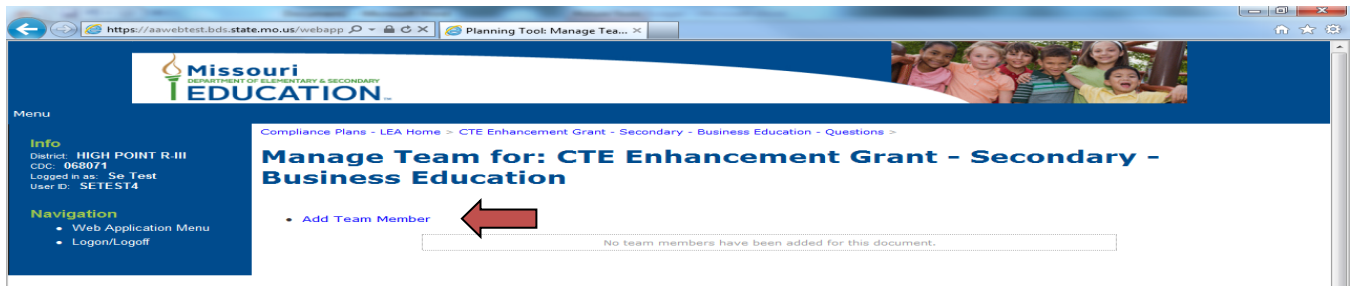 https://aawebtest.bds.state.mo.us/webapp
Planning Tool: Manage Tea...
Missouri
DEPARTMENT OF ELEMENTARY & SECONDARY
EDUCATION
Menu
Compliance Plans - LEA Home > CTE Enhancement Grant - Secondary - Business Education - Questions >
Info
District: HIGH POINT R-III
CDC: 068071
Logged in as: Se Test
User ID: SETEST4
Manage Team for: CTE Enhancement Grant - Secondary -
Business Education
Navigation
• Web Application Menu
• Logon/Logoff
• Add Team Member
No team members have been added for this document.